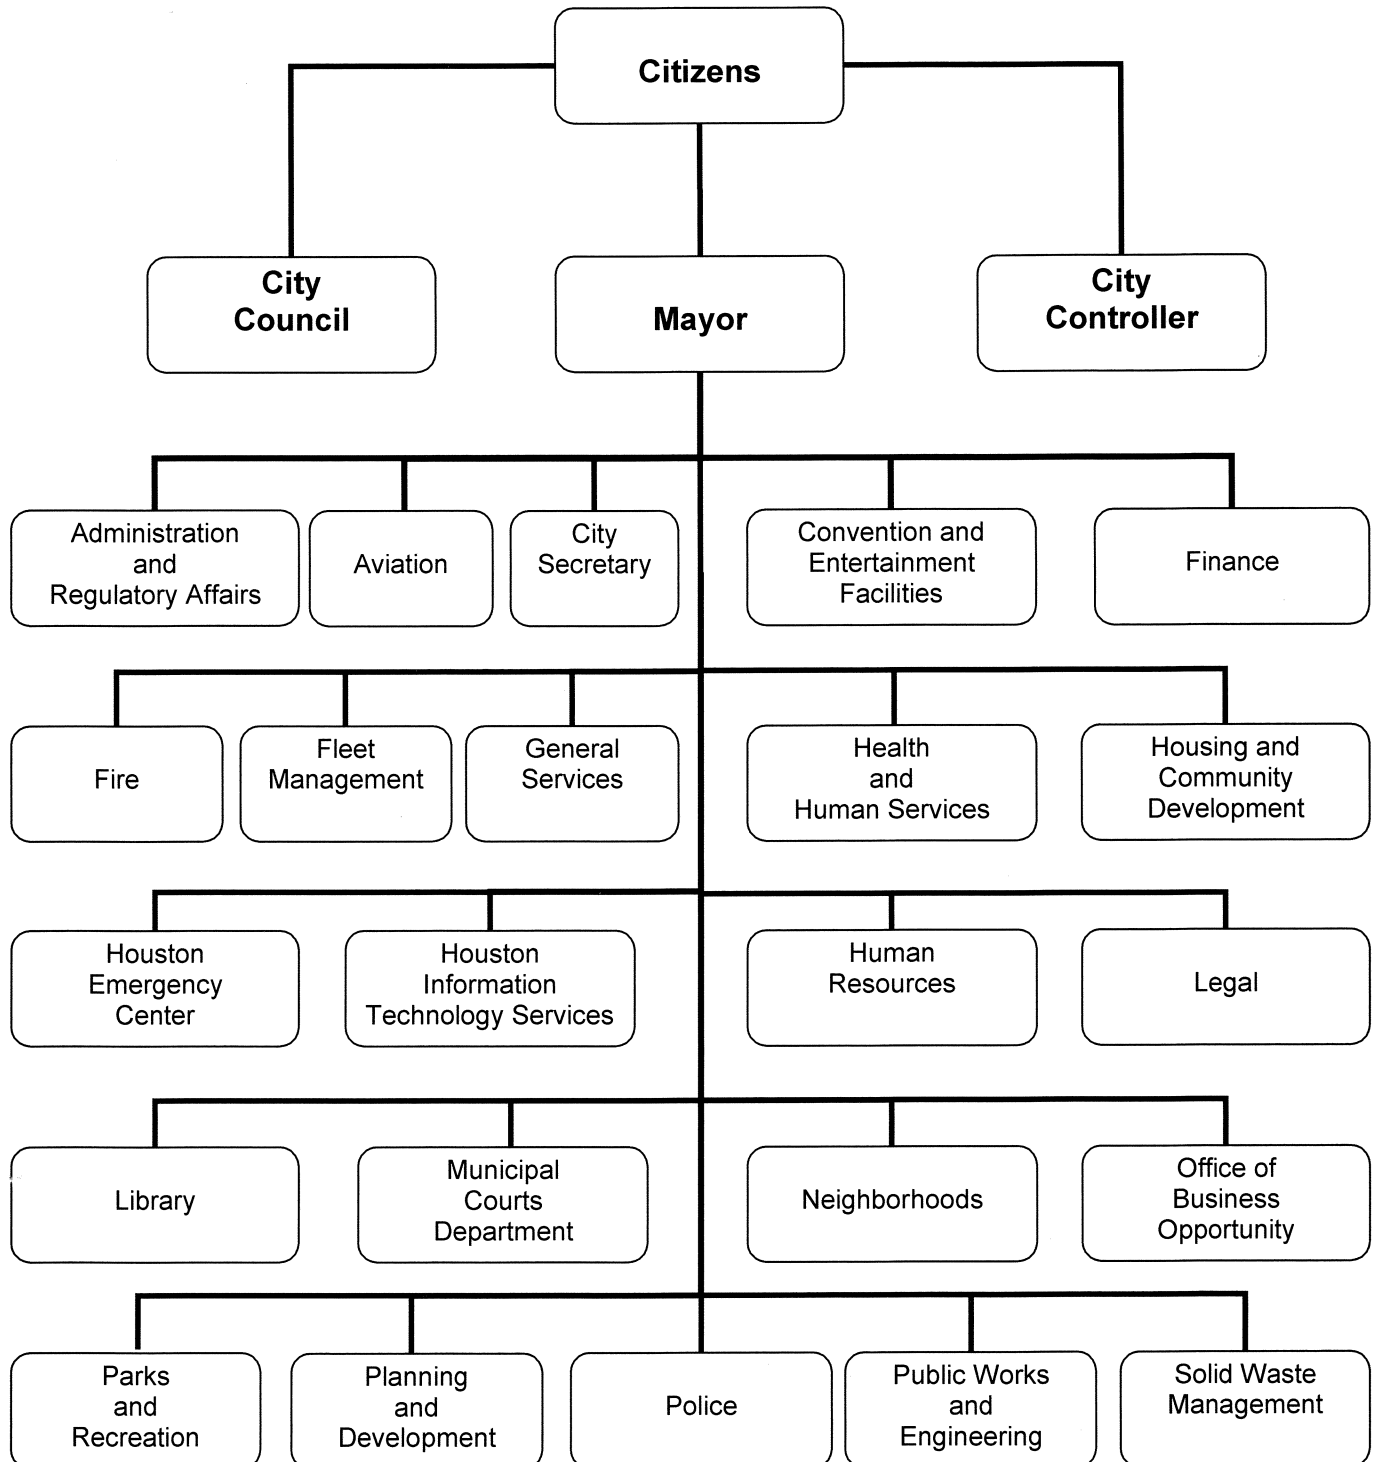 Citizens
City
Council
Mayor
City
Controller
Administration
and
Regulatory Affairs
Aviation
City
Secretary
Convention and
Entertainment
Facilities
Finance
Fire
Fleet
Management
General
Services
Health
and
Human Services
Housing and
Community
Development
Houston
Emergency
Center
Houston
Information
Technology Services
Human
Resources
Legal
Library
Municipal
Courts
Department
Neighborhoods
Office of
Business
Opportunity
Parks
and
Recreation
Planning
and
Development
Police
Public Works
and
Engineering
Solid Waste
Management